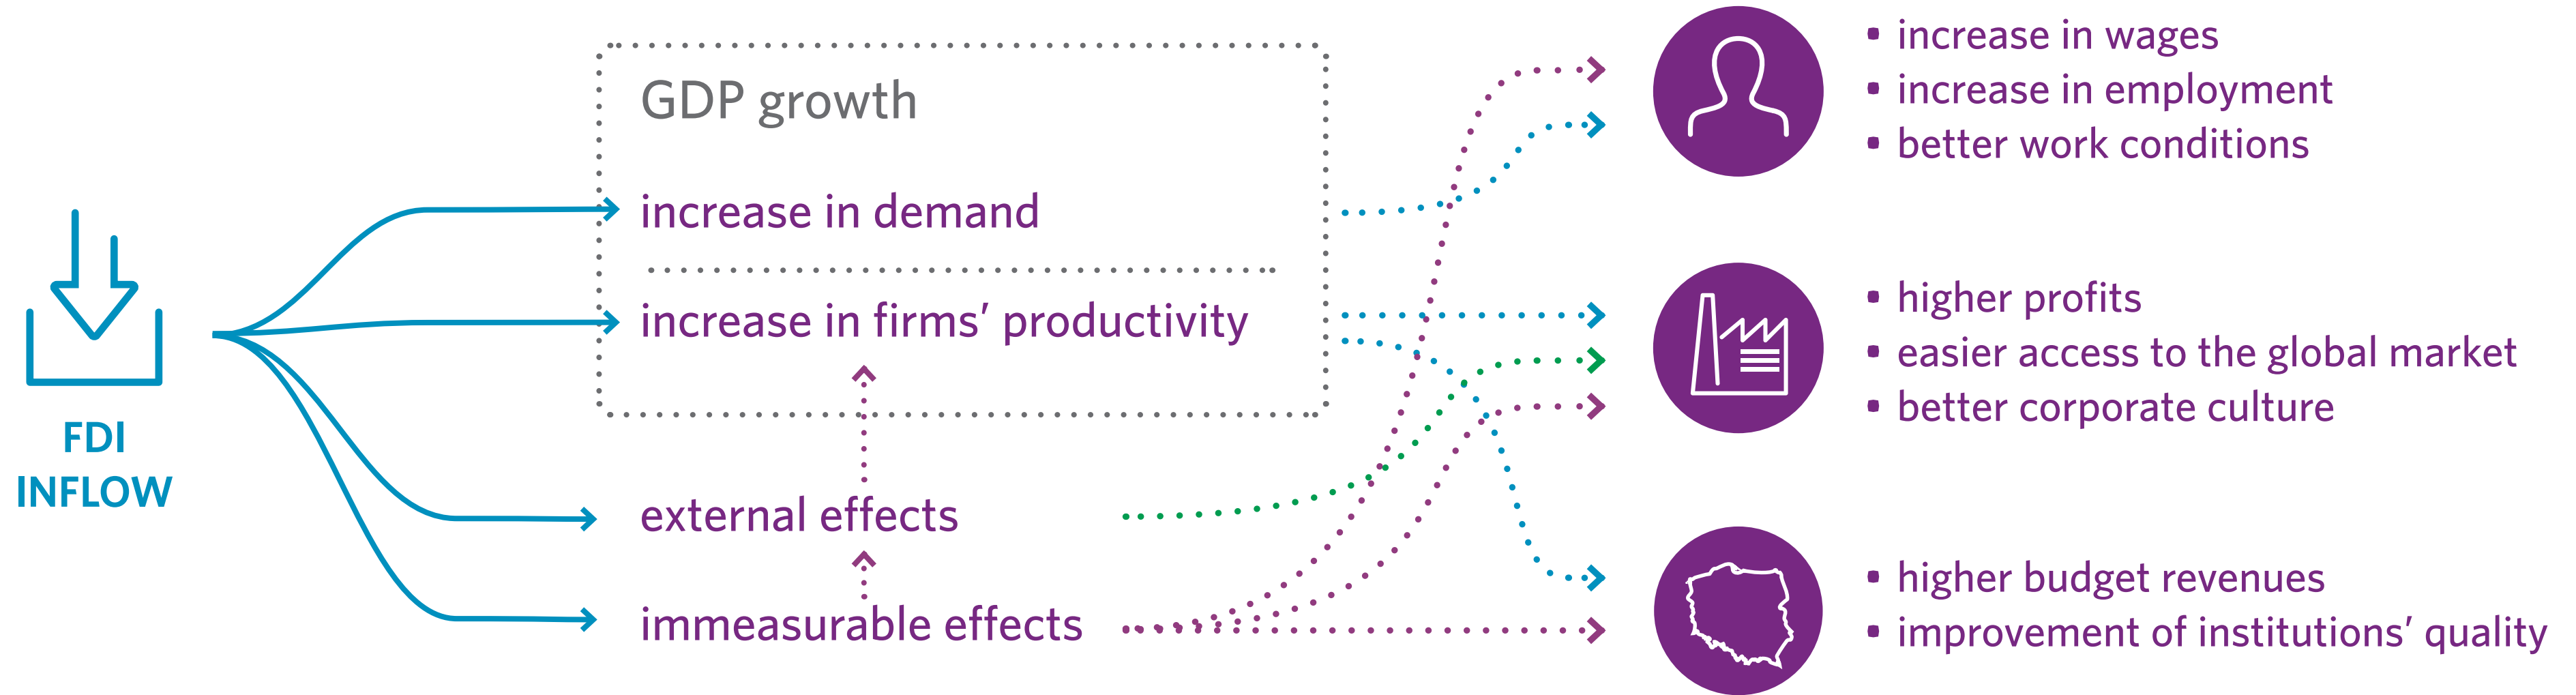 FDI
INFLOW
GDP growth
increase in demand
increase in firms’ productivity
external effects
immeasurable effects
▪ increase in wages
▪ increase in employment
▪ better work conditions
▪ higher profits
▪ easier access to the global market
▪ better corporate culture
▪ higher budget revenues
▪ improvement of institutions’ quality